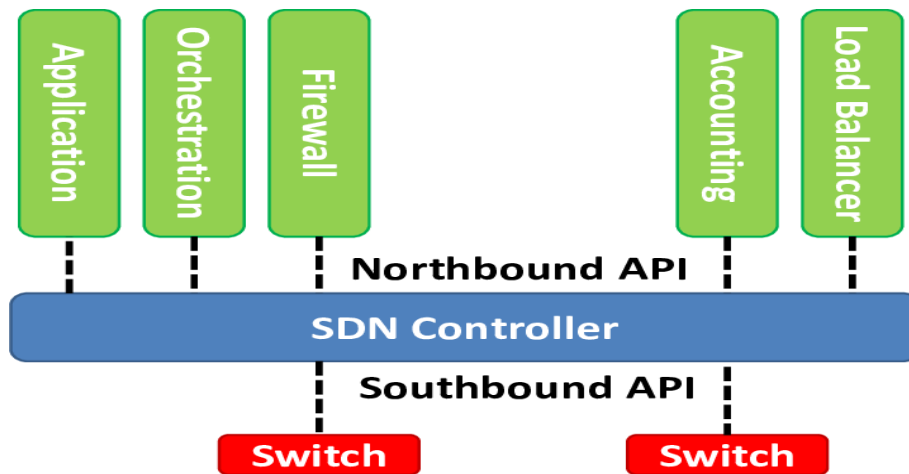 Application
Orchestration
Firewall
Accounting
Load Balancer
Northbound API
SDN Controller
Southbound API
Switch
Switch